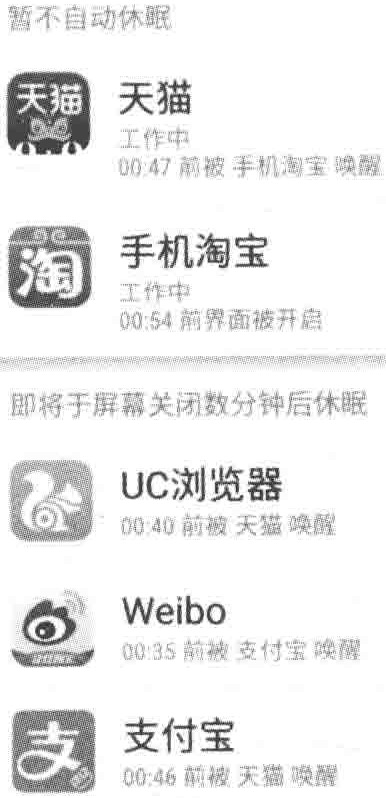 暂不自动休眠
天猫
天猫
工作中
00:47 前被 手机淘宝 唤醒
淘
手机淘宝
工作中
00:54 前界面被开启
即将于屏幕关闭数分钟后休眠
UC浏览器
00:40 前被 天猫 唤醒
Weibo
00:35 前被 支付宝 唤醒
支
支付宝
00:46 前被 天猫 唤醒